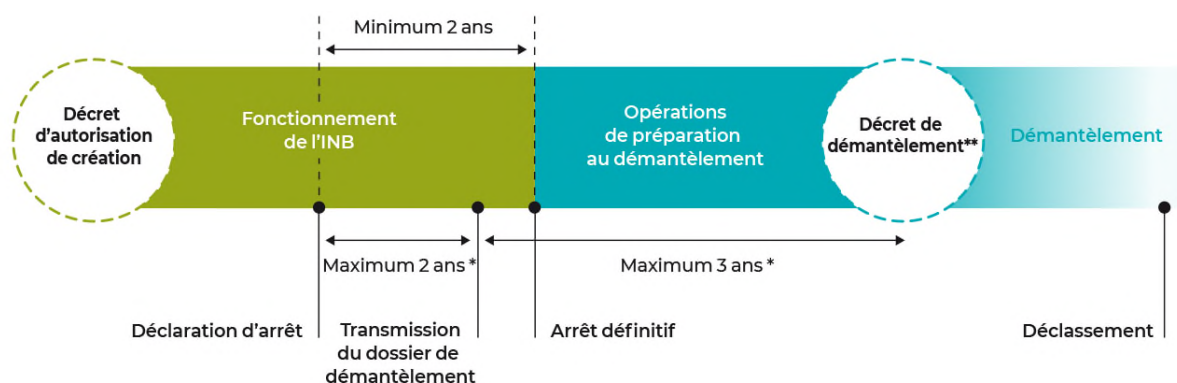 Minimum 2 ans
Décret
d'autorisation
de création
Fonctionnement
de l'INB
Opérations
de préparation
au démantèlement
Décret de
démantèlement**
Démantèlement
Maximum 2 ans *
Maximum 3 ans *
Déclaration d'arrêt
Transmission
du dossier de
démantèlement
Arrêt définitif
Déclassement